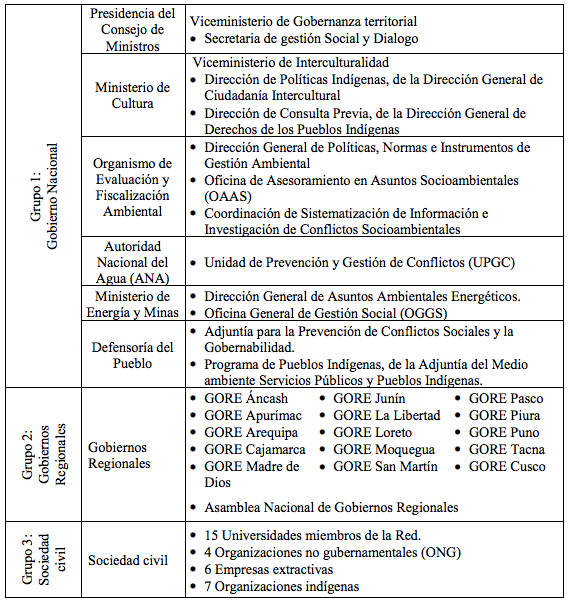 Grupo 1:
Gobierno Nacional
Presidencia del
Consejo de
Ministros
Viceministerio de Gobernanza territorial
• Secretaria de gestión Social y Dialogo
Ministerio de
Cultura
Viceministerio de Interculturalidad
• Dirección de Políticas Indígenas, de la Dirección General de
Ciudadanía Intercultural
• Dirección de Consulta Previa, de la Dirección General de
Derechos de los Pueblos Indígenas
Organismo de
Evaluación y
Fiscalización
Ambiental
• Dirección General de Políticas, Normas e Instrumentos de
Gestión Ambiental
• Oficina de Asesoramiento en Asuntos Socioambientales
(OAAS)
• Coordinación de Sistematización de Información e
Investigación de Conflictos Socioambientales
Autoridad
Nacional del
Agua (ANA)
• Unidad de Prevención y Gestión de Conflictos (UPGC)
Ministerio de
Energía y Minas
• Dirección General de Asuntos Ambientales Energéticos.
• Oficina General de Gestión Social (OGGS)
Defensoría del
Pueblo
• Adjuntía para la Prevención de Conflictos Sociales y la
Gobernabilidad.
• Programa de Pueblos Indígenas, de la Adjuntía del Medio
ambiente Servicios Públicos y Pueblos Indígenas.
Grupo 2:
Gobiernos
Regionales
Gobiernos
Regionales
• GORE Áncash • GORE Junín • GORE Pasco
• GORE Apurímac • GORE La Libertad • GORE Piura
• GORE Arequipa • GORE Loreto • GORE Puno
• GORE Cajamarca • GORE Moquegua • GORE Tacna
• GORE Madre de • GORE San Martín • GORE Cusco
Dios
• Asamblea Nacional de Gobiernos Regionales
Grupo 3:
Sociedad
civil
Sociedad civil
• 15 Universidades miembros de la Red.
• 4 Organizaciones no gubernamentales (ONG)
• 6 Empresas extractivas
• 7 Organizaciones indígenas